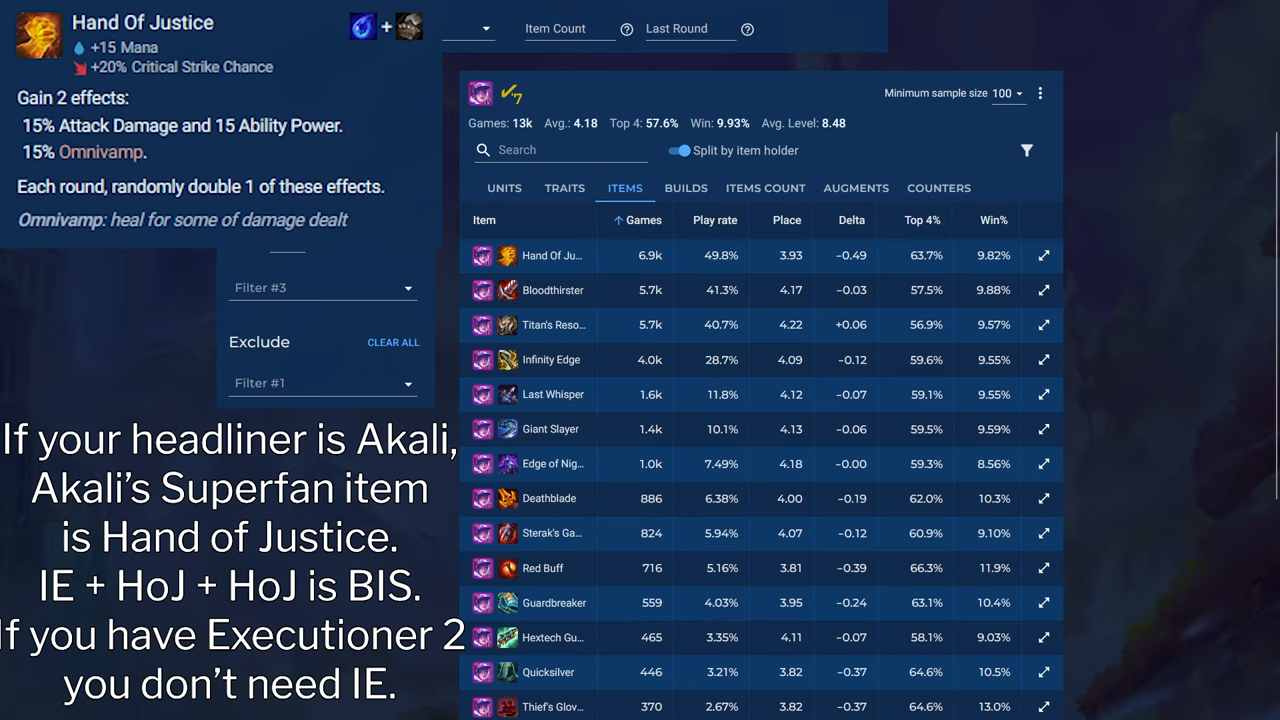 Hand Of Justice
+
+15 Mana
+20% Critical Strike Chance
Gain 2 effects:
15% Attack Damage and 15 Ability Power.
15% Omnivamp.
Each round, randomly double 1 of these effects.
Omnivamp: heal for some of damage dealt
Item Count ? Last Round ?
7
Minimum sample size 100
Games: 13k Avg.: 4.18 Top 4: 57.6% Win: 9.93% Avg. Level: 8.48
Search Split by item holder
UNITS TRAITS ITEMS BUILDS ITEMS COUNT AUGMENTS COUNTERS
Item Games Play rate Place Delta Top 4% Win%
Hand Of Ju... 6.9k 49.8% 3.93 −0.49 63.7% 9.82%
Bloodthirster 5.7k 41.3% 4.17 −0.03 57.5% 9.88%
Titan's Reso... 5.7k 40.7% 4.22 +0.06 56.9% 9.57%
Infinity Edge 4.0k 28.7% 4.09 −0.12 59.6% 9.55%
Last Whisper 1.6k 11.8% 4.12 −0.07 59.1% 9.55%
Giant Slayer 1.4k 10.1% 4.13 −0.06 59.5% 9.59%
Edge of Nig... 1.0k 7.49% 4.18 −0.00 59.3% 8.56%
Deathblade 886 6.38% 4.00 −0.19 62.0% 10.3%
Sterak's Ga... 824 5.94% 4.07 −0.12 60.9% 9.10%
Red Buff 716 5.16% 3.81 −0.39 66.3% 11.9%
Guardbreaker 559 4.03% 3.95 −0.24 63.1% 10.4%
Hextech Gu... 465 3.35% 4.11 −0.07 58.1% 9.03%
Quicksilver 446 3.21% 3.82 −0.37 64.6% 10.5%
Thief's Glov... 370 2.67% 3.82 −0.37 64.6% 13.0%
Filter #3
Exclude CLEAR ALL
Filter #1
If your headliner is Akali,
Akali's Superfan item
is Hand of Justice.
IE + HoJ + HoJ is BIS.
If you have Executioner 2
you don't need IE.